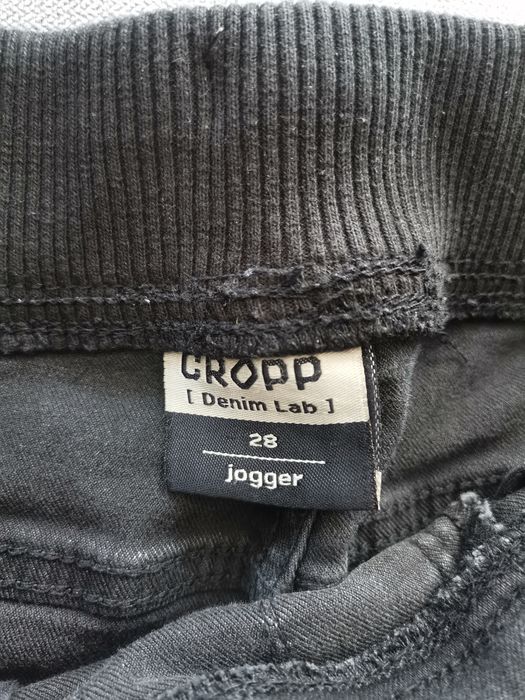 CROPP
[ Denim Lab ]
28
jogger